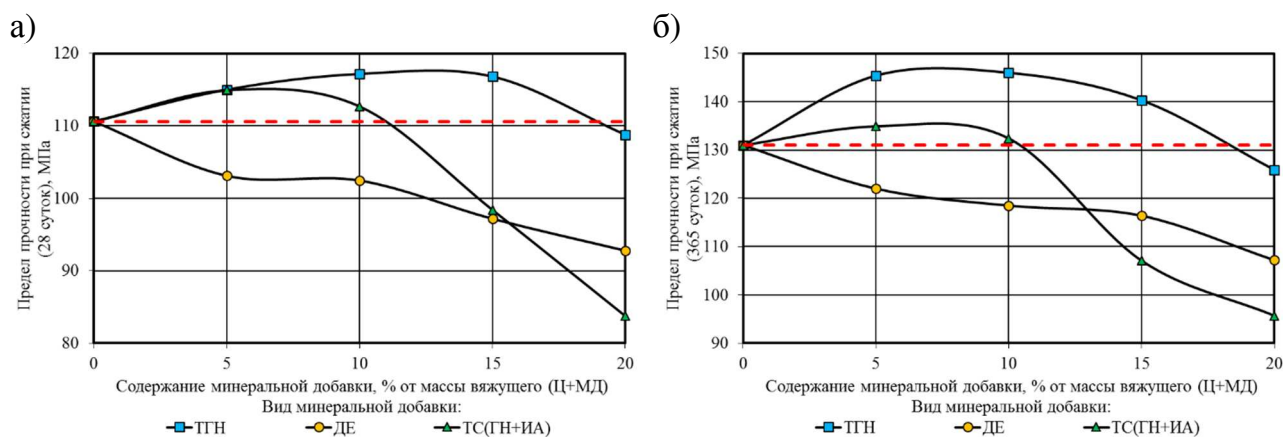 а)
120
110
100
90
80
Предел прочности при сжатии
(28 суток), МПа
0 5 10 15 20
Содержание минеральной добавки, % от массы вяжущего (Ц+МД)
Вид минеральной добавки:
ТГН ДЕ ТС(ГН+ИА)
б)
150
140
130
120
110
100
90
Предел прочности при сжатии
(365 суток), МПа
0 5 10 15 20
Содержание минеральной добавки, % от массы вяжущего (Ц+МД)
Вид минеральной добавки:
ТГН ДЕ ТС(ГН+ИА)